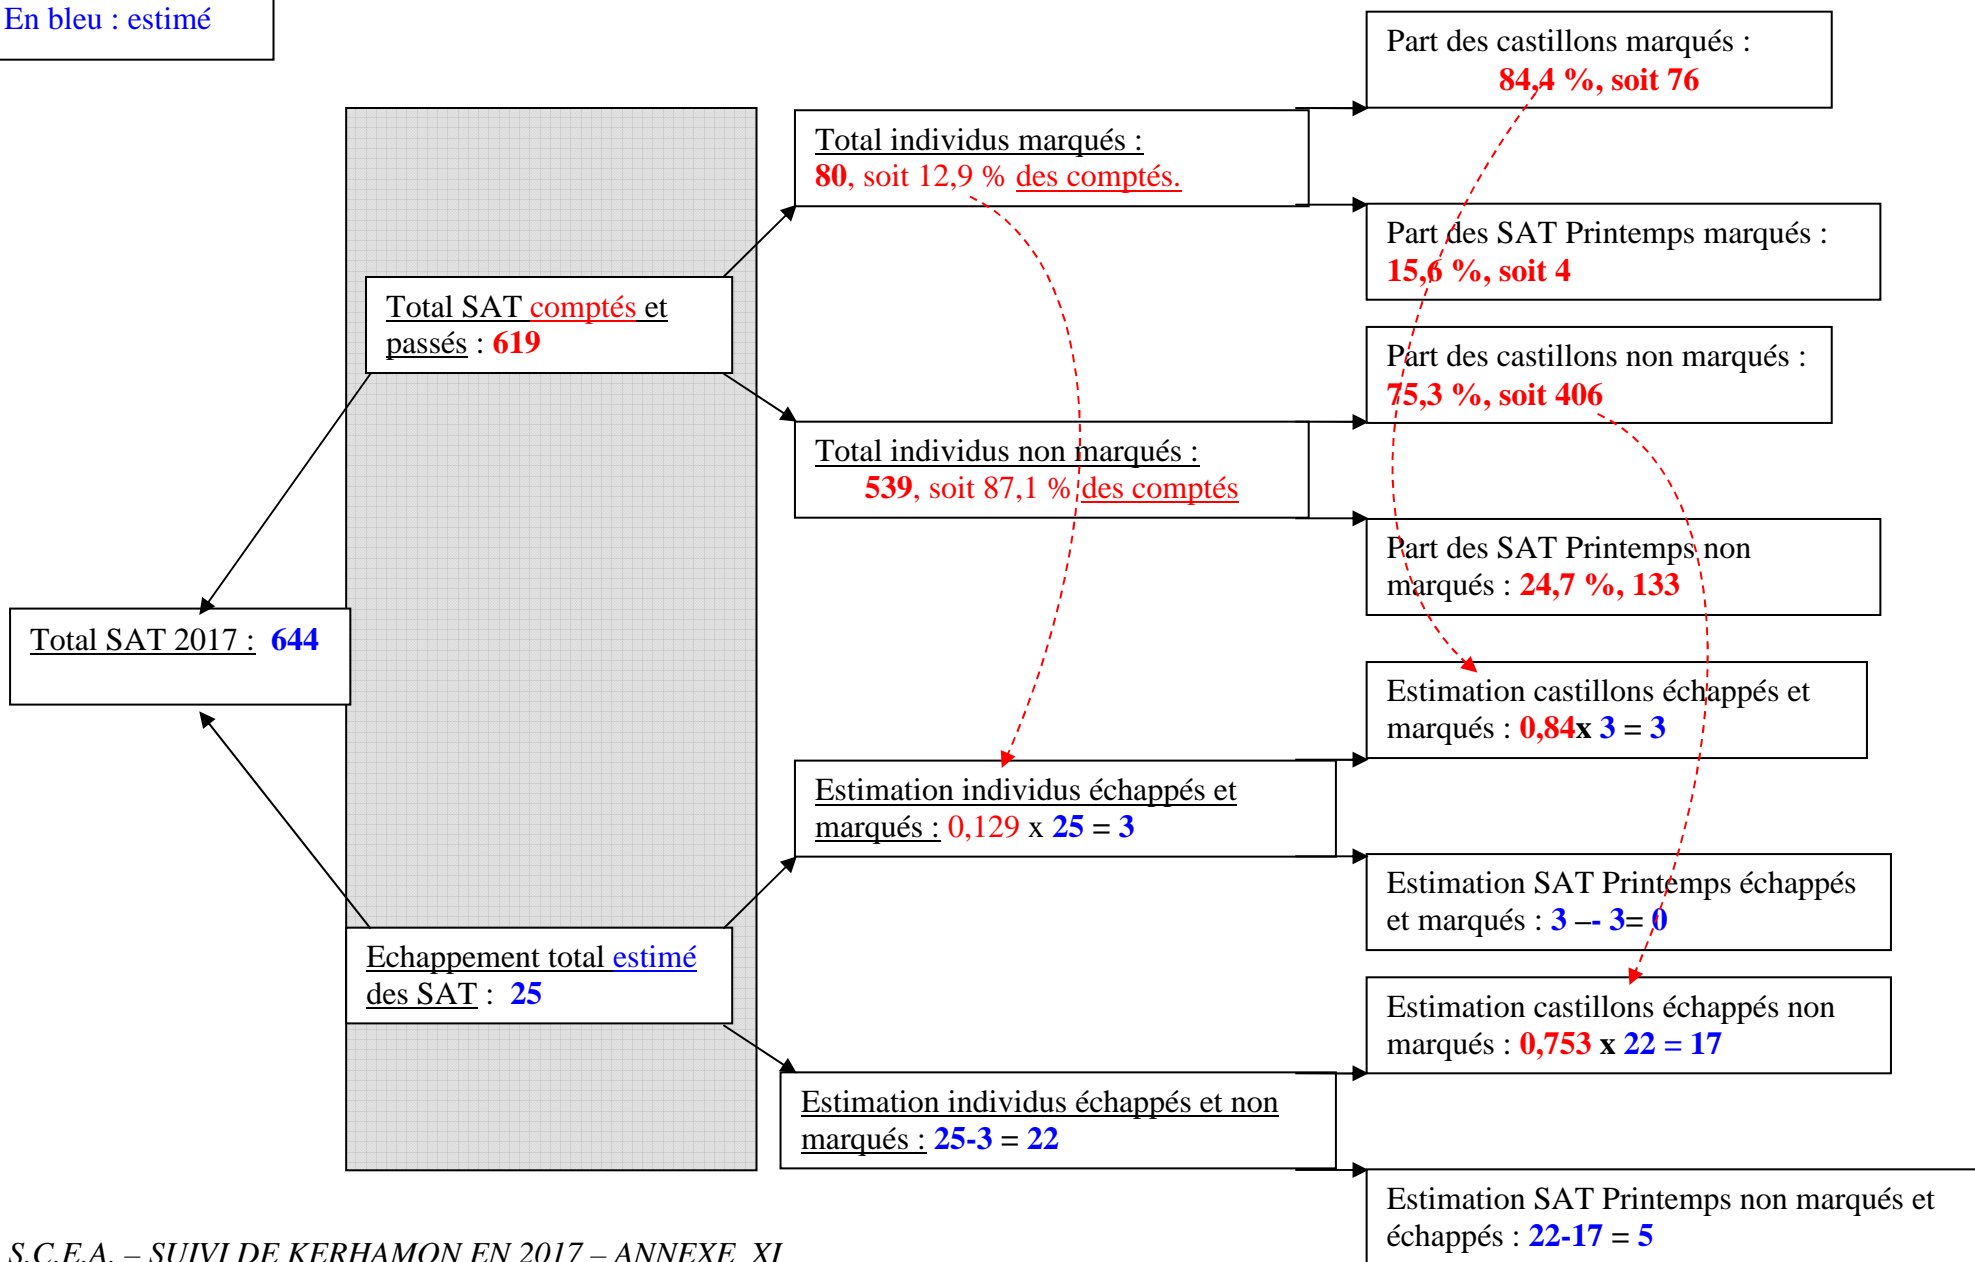 En bleu : estimé
Part des castillons marqués :
84,4 %, soit 76
Total individus marqués :
80, soit 12,9 % des comptés.
Part des SAT Printemps marqués :
15,6 %, soit 4
Total SAT comptés et
passés : 619
Part des castillons non marqués :
75,3 %, soit 406
Total individus non marqués :
539, soit 87,1 % des comptés
Part des SAT Printemps non
marqués : 24,7 %, 133
Total SAT 2017 : 644
Estimation castillons échappés et
marqués : 0,84x 3 = 3
Estimation individus échappés et
marqués : 0,129 x 25 = 3
Estimation SAT Printemps échappés
et marqués : 3 –- 3= 0
Echappement total estimé
des SAT : 25
Estimation castillons échappés non
marqués : 0,753 x 22 = 17
Estimation individus échappés et non
marqués : 25-3 = 22
Estimation SAT Printemps non marqués et
échappés : 22-17 = 5
S.C.E.A. – SUIVI DE KERHAMON EN 2017 – ANNEXE XI